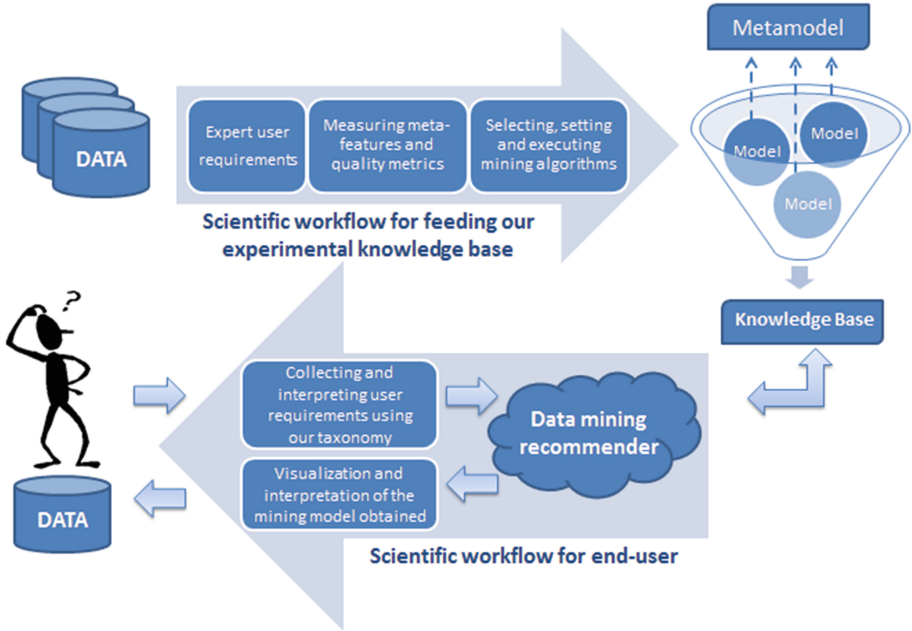 Metamodel
DATA
Expert user
requirements
Measuring meta-
features and
quality metrics
Selecting, setting
and executing
mining algorithms
Model
Model
Model
Scientific workflow for feeding our
experimental knowledge base
?
Knowledge Base
Collecting and
interpreting user
requirements using
our taxonomy
Data mining
recommender
Visualization and
interpretation of the
mining model obtained
DATA
Scientific workflow for end-user